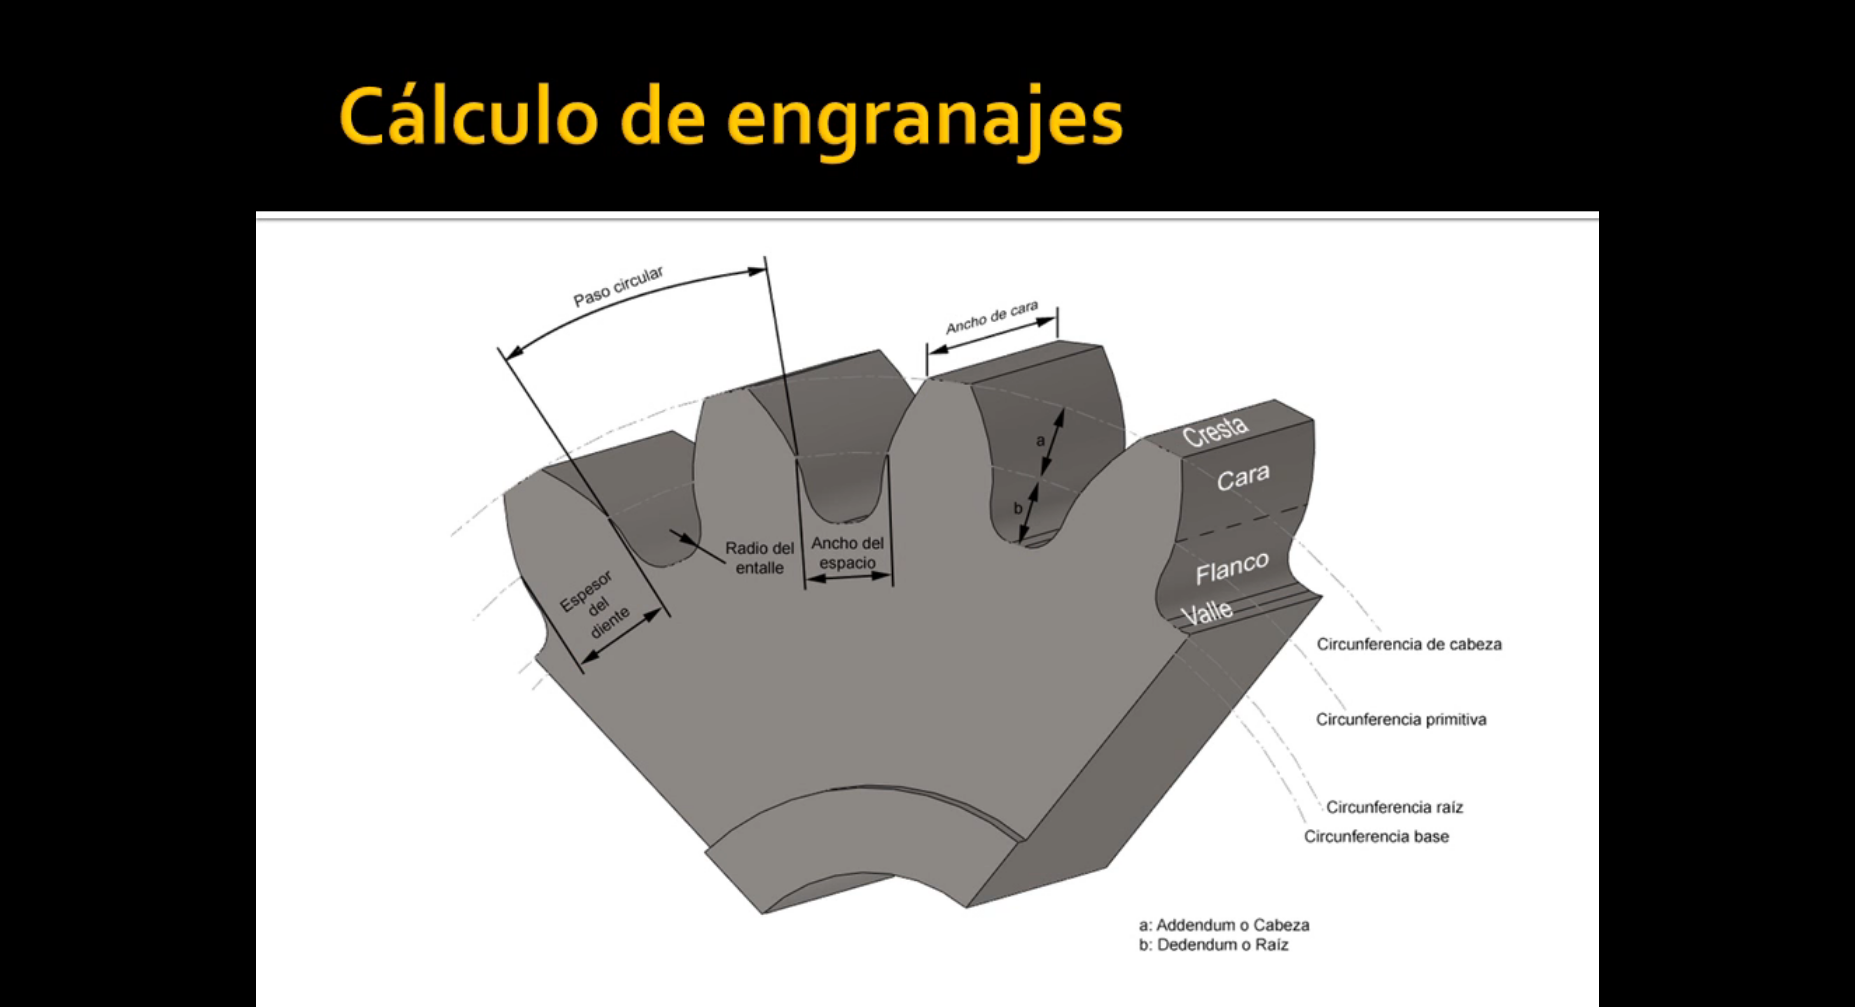 Cálculo de engranajes
Paso circular
Ancho de cara
Cresta
Cara
a
b
Radio del
entalle
Ancho del
espacio
Flanco
Espesor
del
diente
Valle
Circunferencia de cabeza
Circunferencia primitiva
Circunferencia raíz
Circunferencia base
a: Addendum o Cabeza
b: Dedendum o Raíz